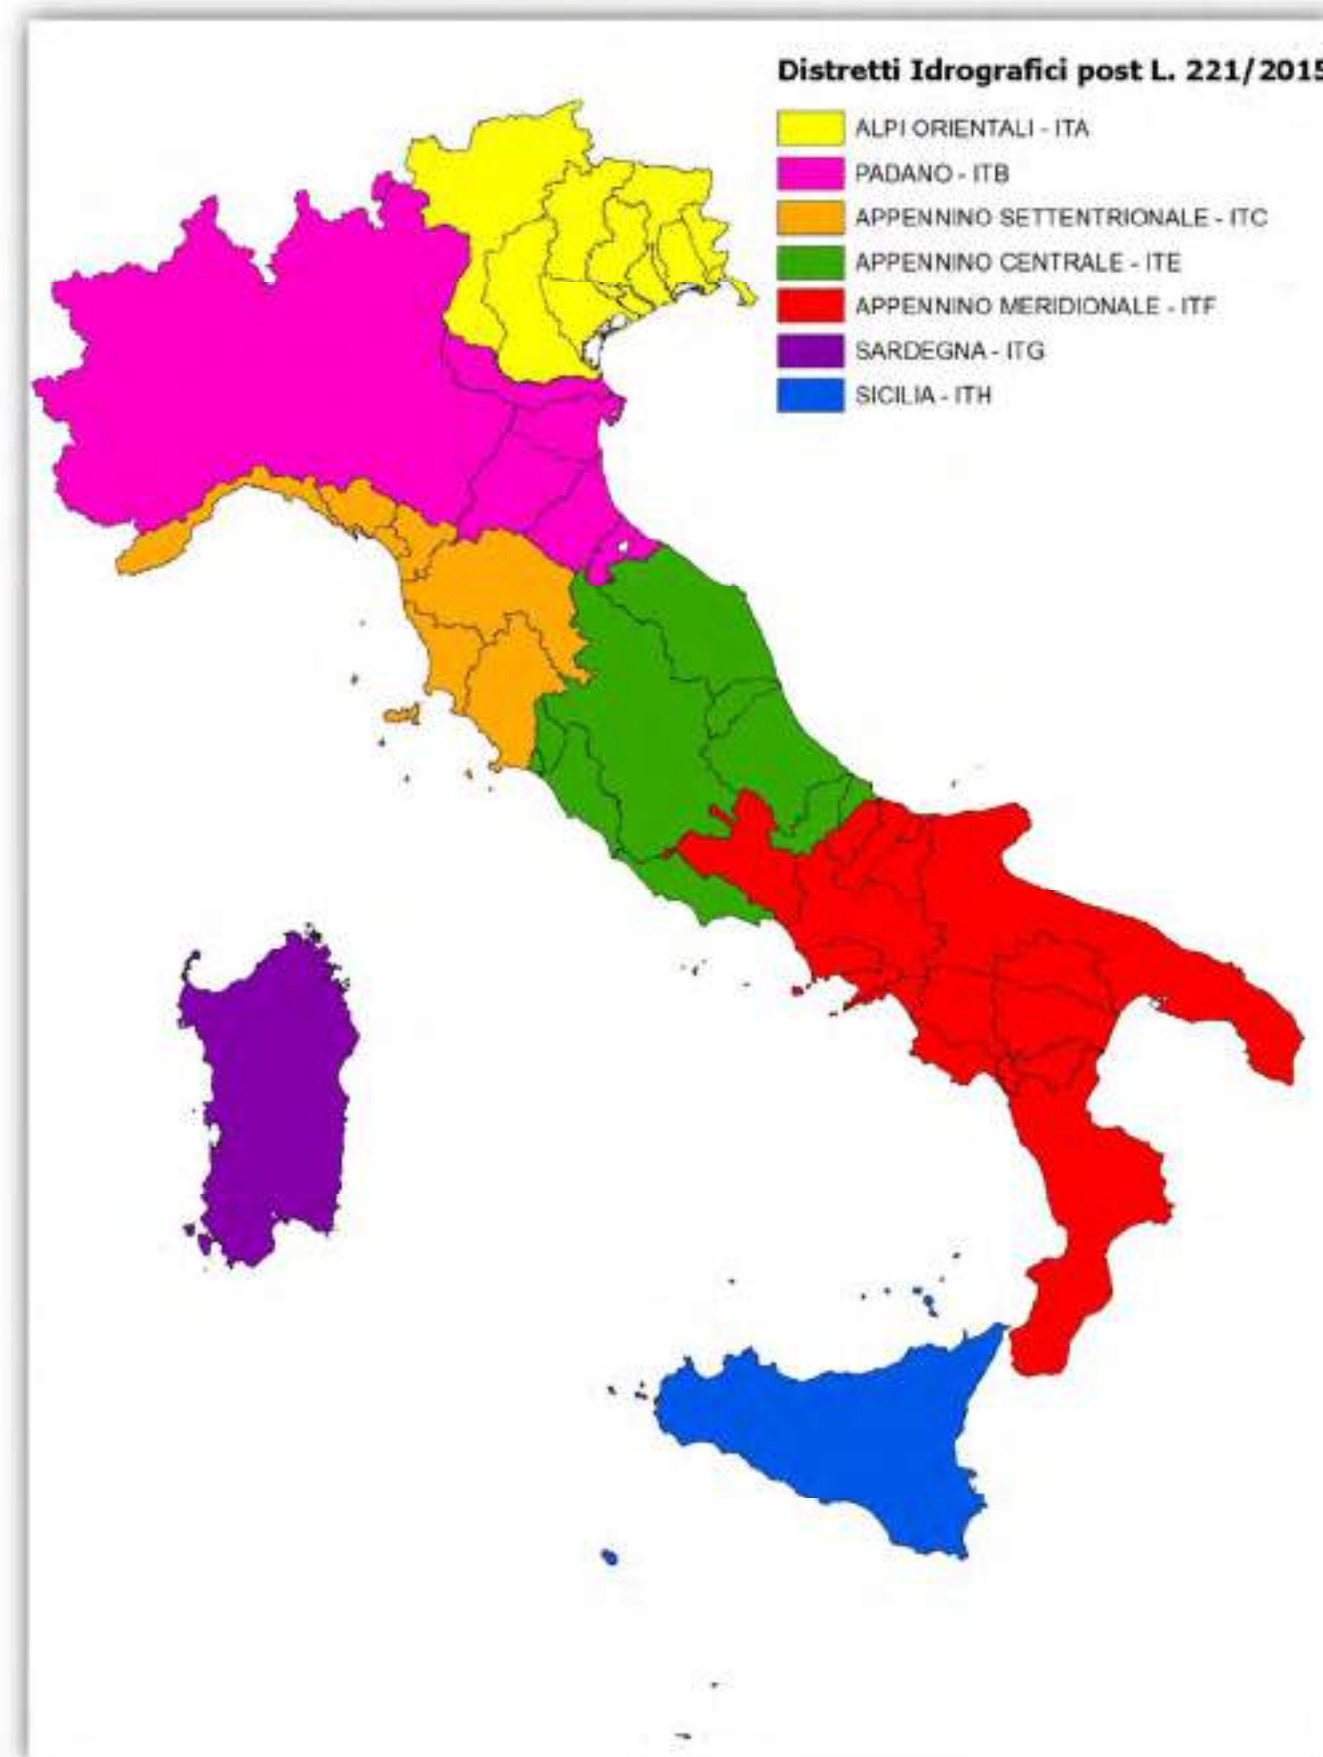 Distretti Idrografici post L. 221/2015
ALPI ORIENTALI - ITA
PADANO - ITB
APPENNINO SETTENTRIONALE - ITC
APPENNINO CENTRALE - ITE
APPENNINO MERIDIONALE - ITF
SARDEGNA - ITG
SICILIA - ITH